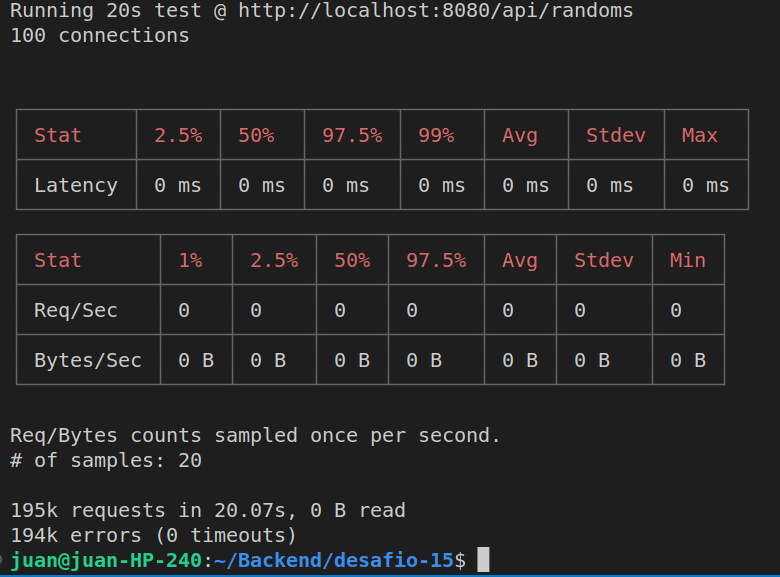 Running 20s test @ http://localhost:8080/api/randoms
100 connections
Stat 2.5% 50% 97.5% 99% Avg Stdev Max
Latency 0 ms 0 ms 0 ms 0 ms 0 ms 0 ms 0 ms
Stat 1% 2.5% 50% 97.5% Avg Stdev Min
Req/Sec 0 0 0 0 0 0 0
Bytes/Sec 0 B 0 B 0 B 0 B 0 B 0 B 0 B
Req/Bytes counts sampled once per second.
# of samples: 20
195k requests in 20.07s, 0 B read
194k errors (0 timeouts)
juan@juan-HP-240:~/Backend/desafio-15$